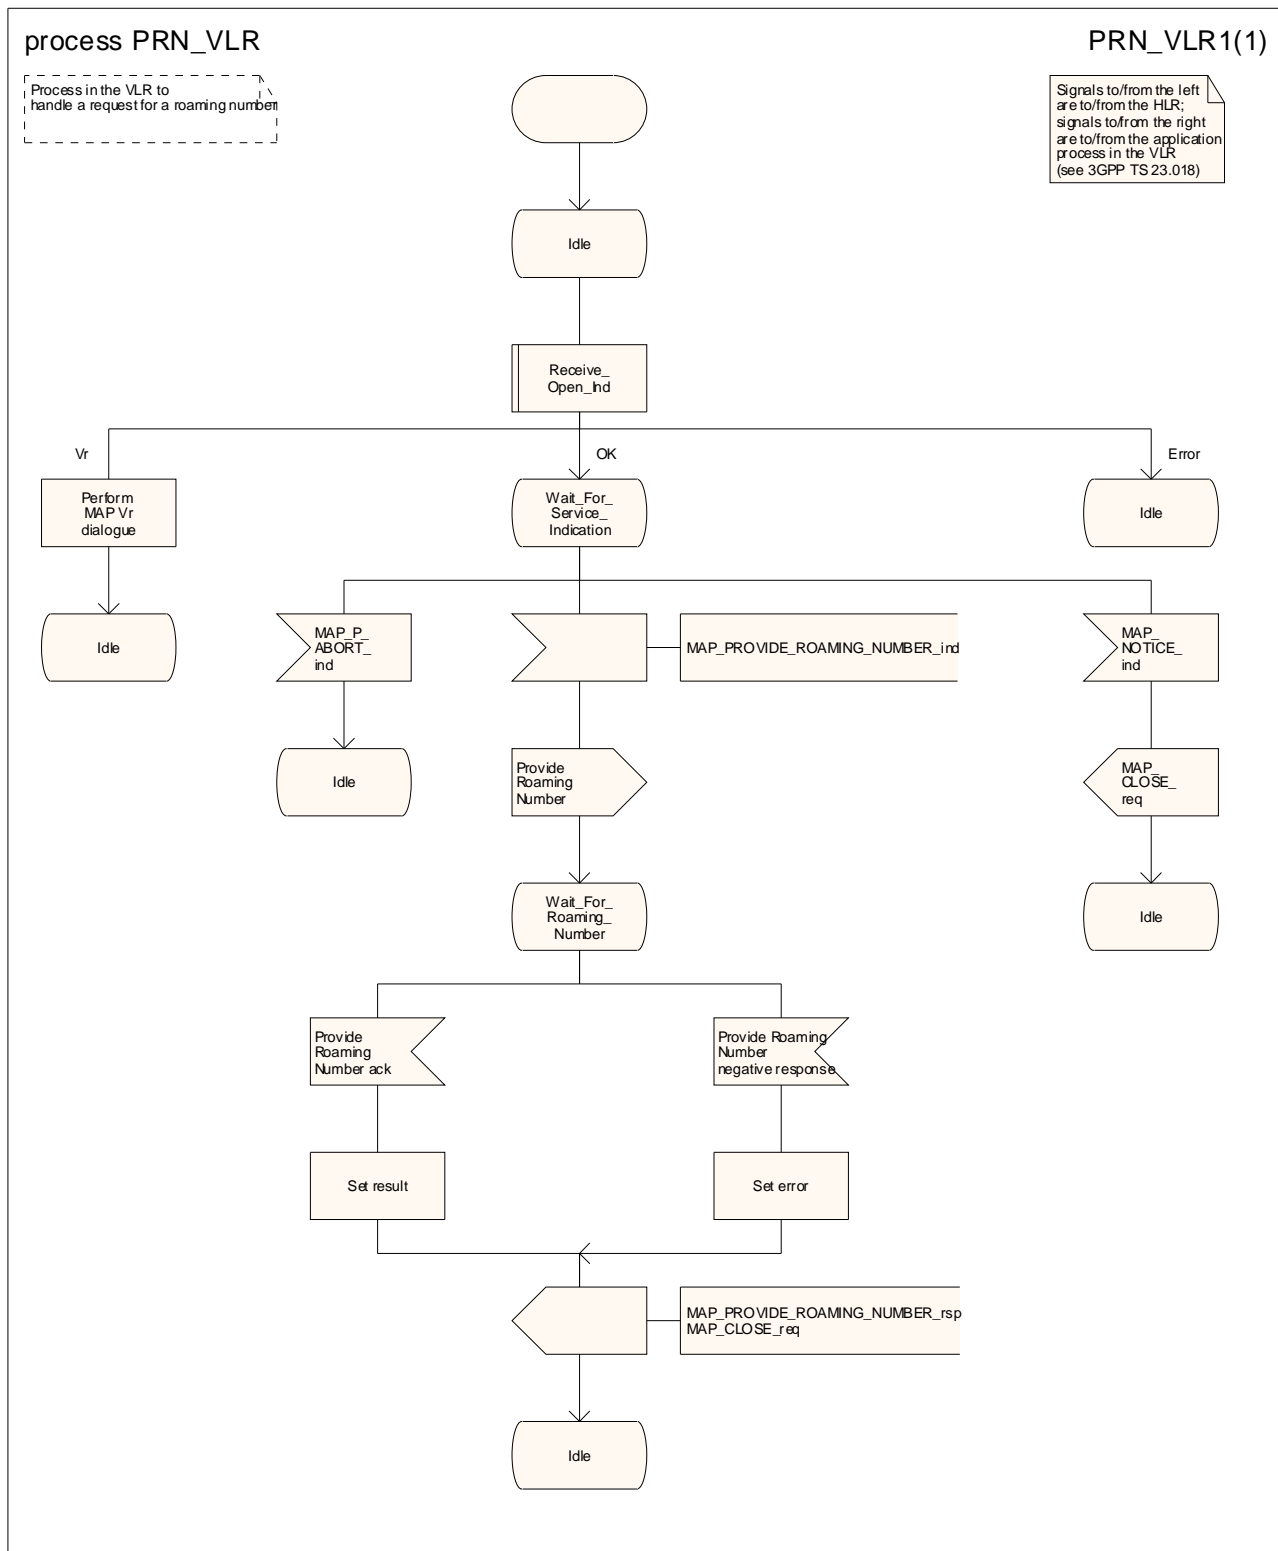 process PRN_VLR
PRN_VLR1(1)
Process in the VLR to
handle a request for a roaming number
Signals to/from the left
are to/from the HLR;
signals to/from the right
are to/from the application
process in the VLR
(see 3GPP TS 23.018)
Idle
Receive_
Open_Ind
Vr
OK
Error
Perform
MAP Vr
dialogue
Wait_For_
Service_
Indication
Idle
Idle
MAP_P_
ABORT_
ind
MAP_PROVIDE_ROAMING_NUMBER_ind
MAP_
NOTICE_
ind
Idle
Provide
Roaming
Number
MAP_
CLOSE_
req
Wait_For_
Roaming_
Number
Idle
Provide
Roaming
Number ack
Provide Roaming
Number
negative response
Set result
Set error
MAP_PROVIDE_ROAMING_NUMBER_rsp
MAP_CLOSE_req
Idle